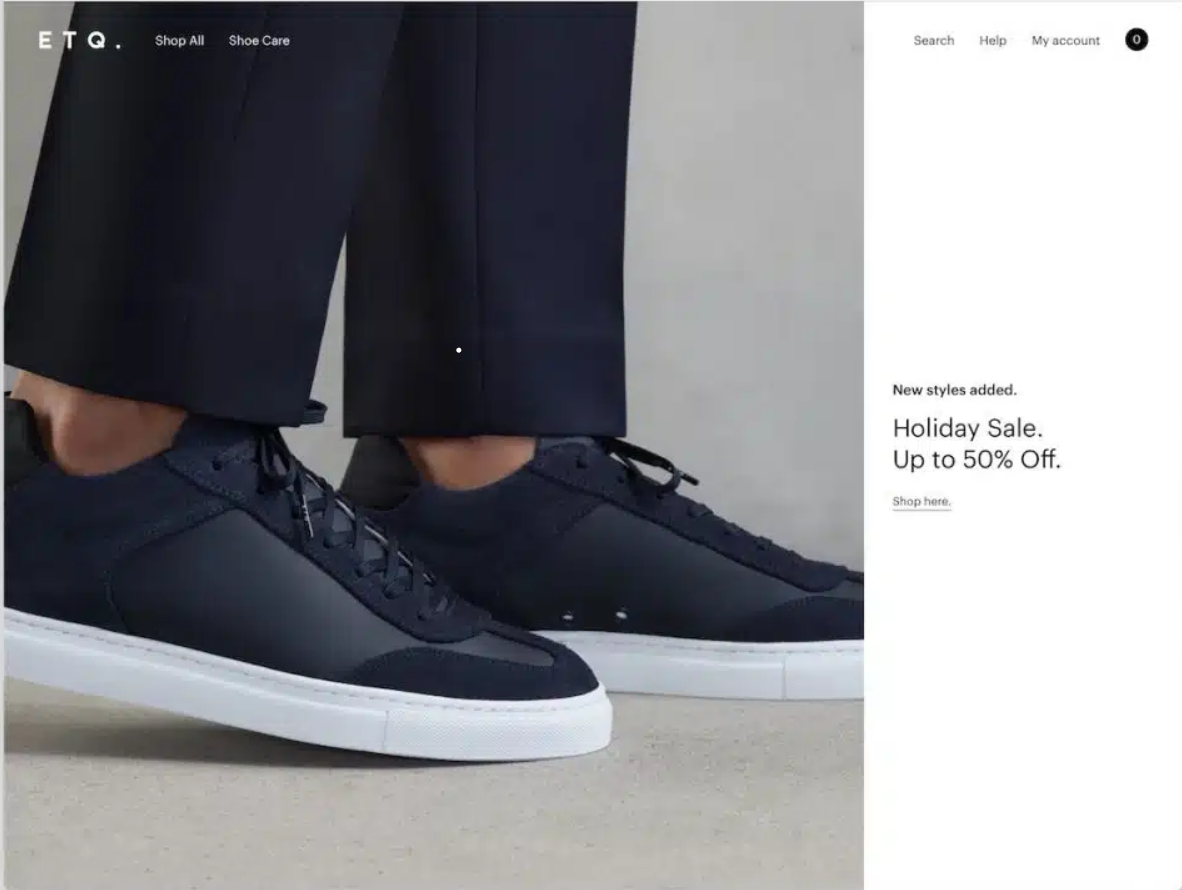 ETQ.
Shop All
Shoe Care
Search
Help
My account
0
New styles added.
Holiday Sale.
Up to 50% Off.
Shop here.